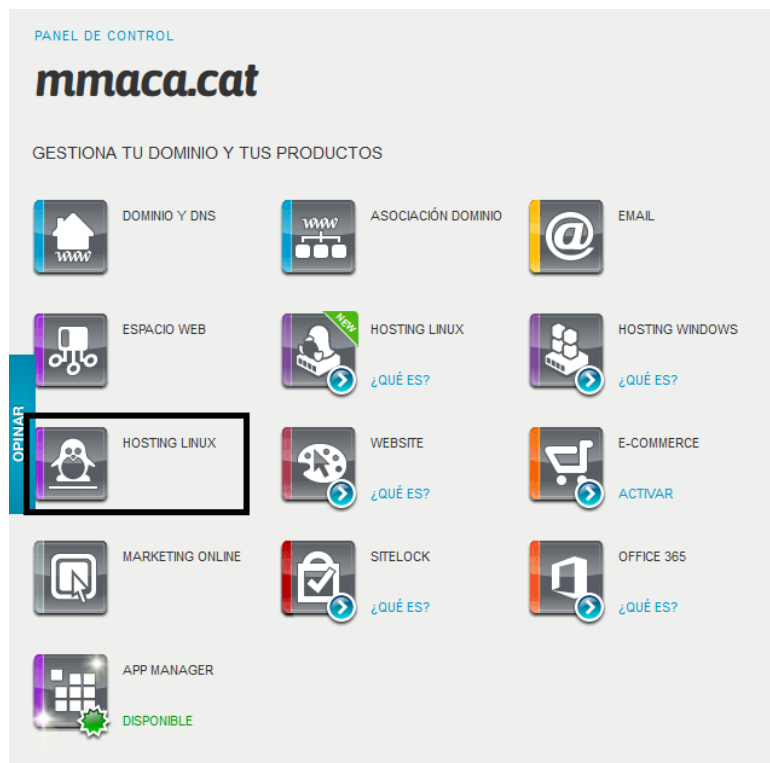 PANEL DE CONTROL
mmaca.cat
GESTIONA TU DOMINIO Y TUS PRODUCTOS
DOMINIO Y DNS
www
ASOCIACIÓN DOMINIO
www
EMAIL
@
ESPACIO WEB
HOSTING LINUX
NEW
¿QUÉ ES?
HOSTING WINDOWS
¿QUÉ ES?
OPINAR
HOSTING LINUX
WEBSITE
¿QUÉ ES?
E-COMMERCE
ACTIVAR
MARKETING ONLINE
SITELOCK
¿QUÉ ES?
OFFICE 365
¿QUÉ ES?
APP MANAGER
DISPONIBLE